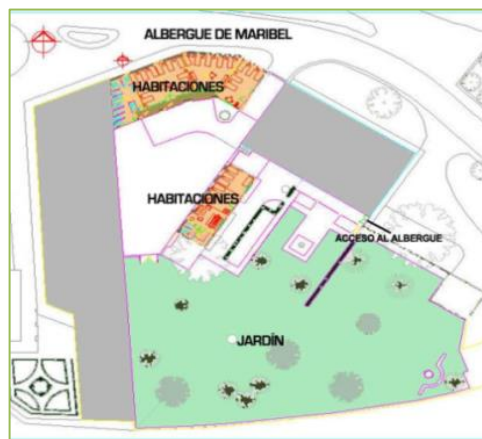 ALBERGUE DE MARIBEL
HABITACIONES
HABITACIONES
ACCESO AL ALBERGUE
JARDÍN